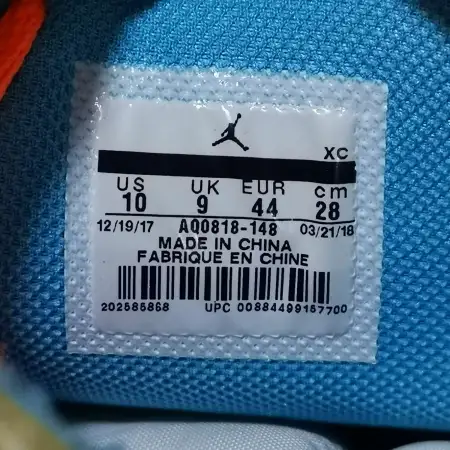 XC
US UK EUR cm
10 9 44 28
12/19/17 AQ0818-148 03/21/18
MADE IN CHINA
FABRIQUE EN CHINE
202585868 UPC 00884499157700